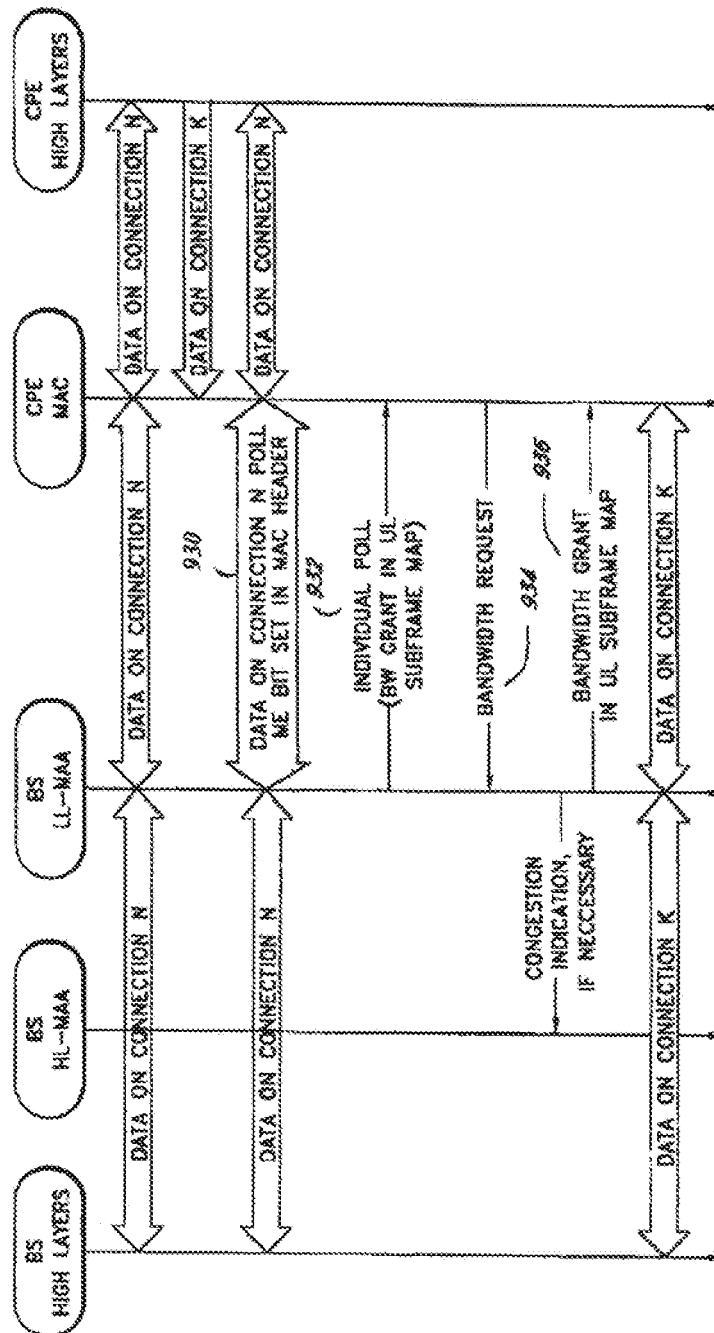 BS
HIGH LAYERS
BS
HL-MAA
BS
LL-MAA
CPE
MAC
CPE
HIGH LAYERS
DATA ON CONNECTION N
DATA ON CONNECTION N
DATA ON CONNECTION N
DATA ON CONNECTION K
930
DATA ON CONNECTION N
DATA ON CONNECTION N POLL
ME BIT SET IN MAC HEADER
DATA ON CONNECTION N
932
INDIVIDUAL POLL
(BW GRANT IN UL
SUBFRAME MAP)
BANDWIDTH REQUEST
934
CONGESTION
INDICATION,
IF NECCESSARY
936
BANDWIDTH GRANT
IN UL SUBFRAME MAP
DATA ON CONNECTION K
DATA ON CONNECTION K